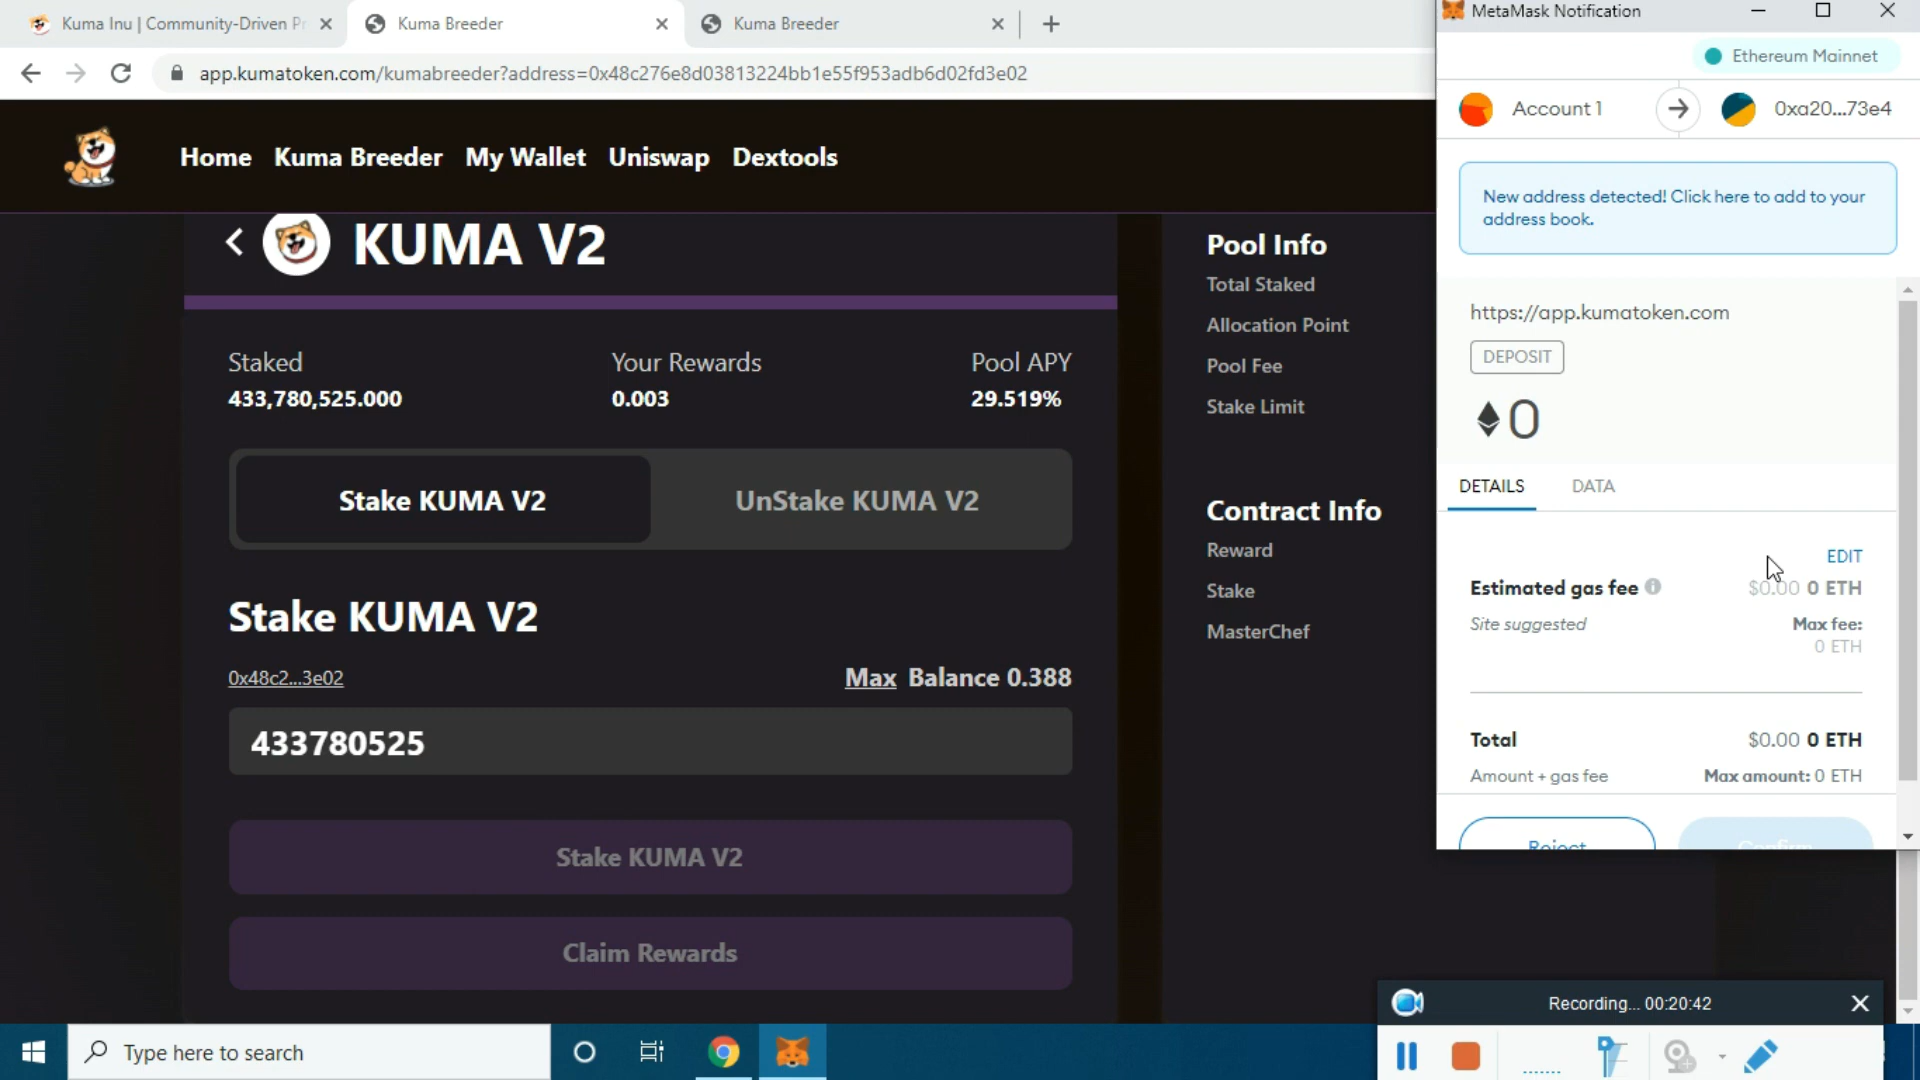 Kuma Inu | Community-Driven Pr
Kuma Breeder
Kuma Breeder
app.kumatoken.com/kumabreeder?address=0x48c276e8d03813224bb1e55f953adb6d02fd3e02
Home Kuma Breeder My Wallet Uniswap Dextools
KUMA V2
Staked Your Rewards Pool APY
433,780,525.000 0.003 29.519%
Stake KUMA V2 UnStake KUMA V2
Stake KUMA V2
0x48c2...3e02 Max Balance 0.388
433780525
Stake KUMA V2
Claim Rewards
Pool Info
Total Staked
Allocation Point
Pool Fee
Stake Limit
Contract Info
Reward
Stake
MasterChef
MetaMask Notification
Ethereum Mainnet
Account 1 0xa20...73e4
New address detected! Click here to add to your
address book.
https://app.kumatoken.com
DEPOSIT
0
DETAILS DATA
EDIT
Estimated gas fee $0.00 0 ETH
Site suggested Max fee:
0 ETH
Total $0.00 0 ETH
Amount + gas fee Max amount: 0 ETH
Reject Confirm
Recording... 00:20:42
Type here to search